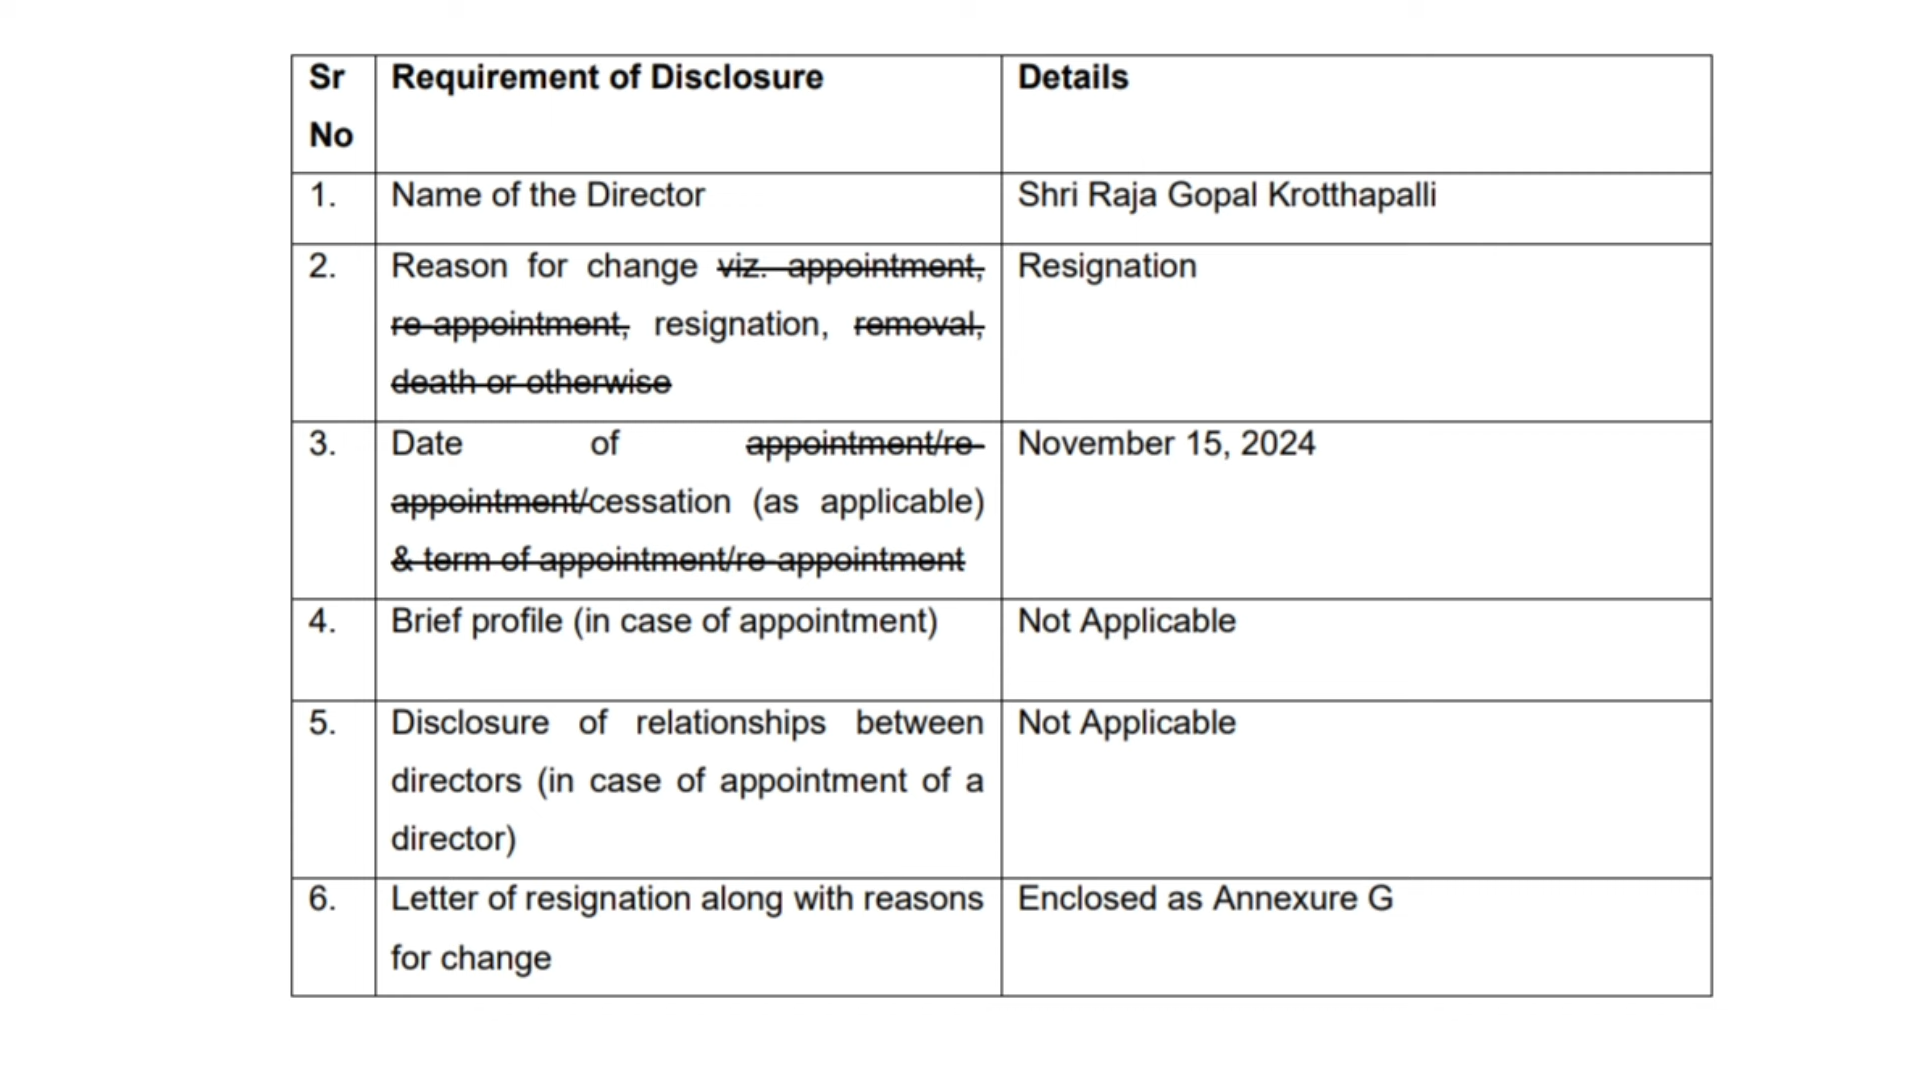 Sr No Requirement of Disclosure Details
1. Name of the Director Shri Raja Gopal Krotthapalli
2. Reason for change viz. appointment, Resignation
re-appointment, resignation, removal,
death or otherwise
3. Date of appointment/re- November 15, 2024
appointment/cessation (as applicable)
& term of appointment/re-appointment
4. Brief profile (in case of appointment) Not Applicable
5. Disclosure of relationships between Not Applicable
directors (in case of appointment of a
director)
6. Letter of resignation along with reasons Enclosed as Annexure G
for change